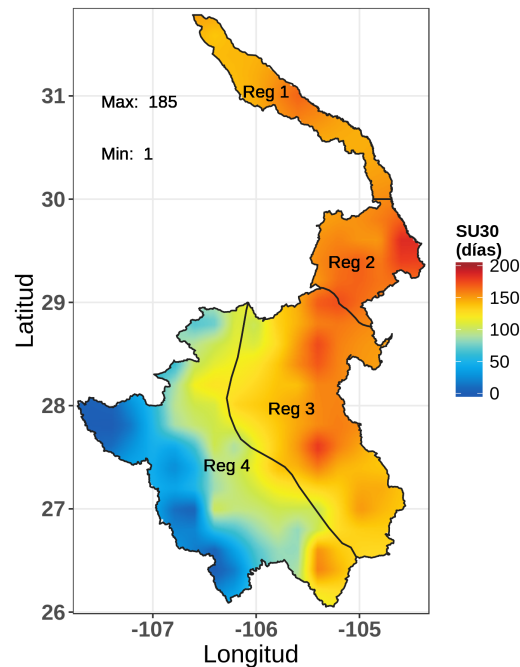 Max: 185
Min: 1
Reg 1
Reg 2
Reg 3
Reg 4
Latitud
31
30
29
28
27
26
-107
-106
-105
Longitud
SU30
(días)
200
150
100
50
0